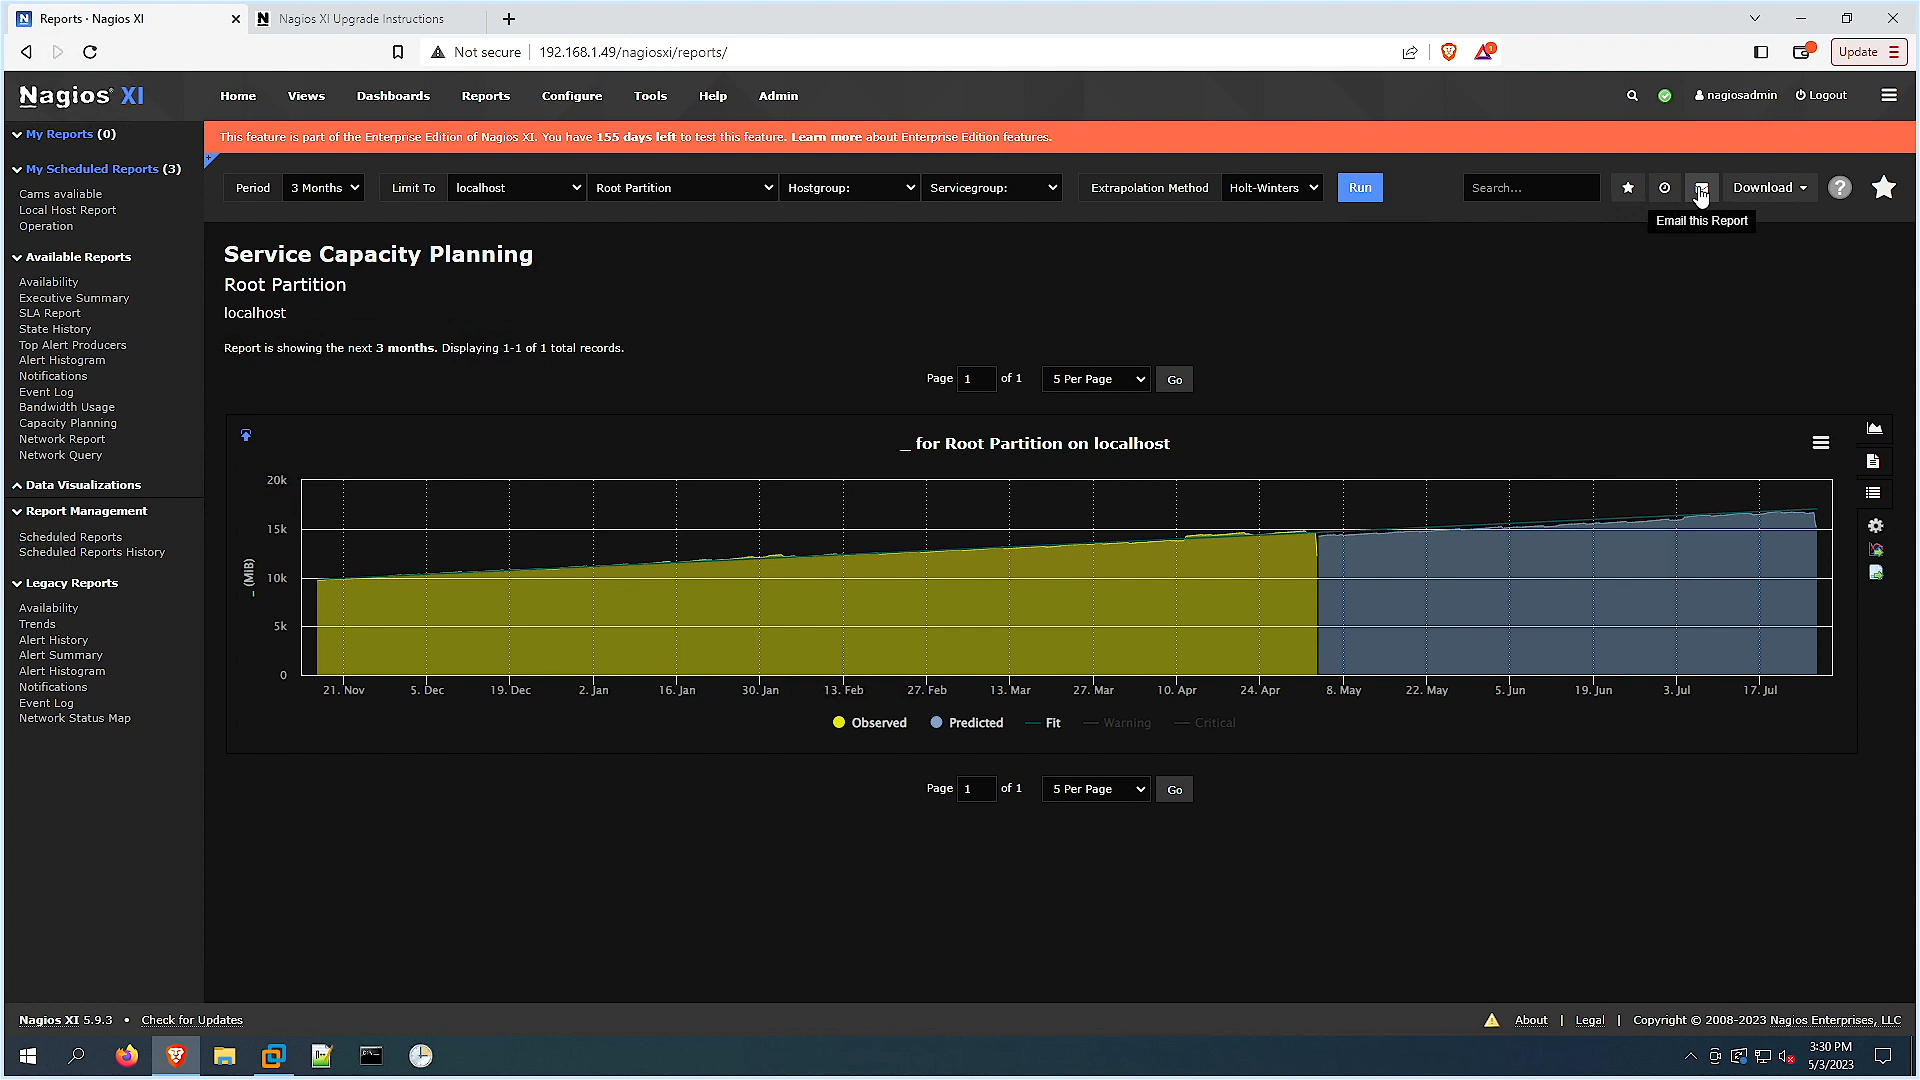 Reports · Nagios XI
Nagios XI Upgrade Instructions
Not secure
192.168.1.49/nagiosxi/reports/
1
Update
Nagios XI
Home
Views
Dashboards
Reports
Configure
Tools
Help
Admin
nagiosadmin
Logout
My Reports (0)
My Scheduled Reports (3)
Cams avaliable
Local Host Report
Operation
Available Reports
Availability
Executive Summary
SLA Report
State History
Top Alert Producers
Alert Histogram
Notifications
Event Log
Bandwidth Usage
Capacity Planning
Network Report
Network Query
Data Visualizations
Report Management
Scheduled Reports
Scheduled Reports History
Legacy Reports
Availability
Trends
Alert History
Alert Summary
Alert Histogram
Notifications
Event Log
Network Status Map
This feature is part of the Enterprise Edition of Nagios XI. You have 155 days left to test this feature. Learn more about Enterprise Edition features.
Period
3 Months
Limit To
localhost
Root Partition
Hostgroup:
Servicegroup:
Extrapolation Method
Holt-Winters
Run
Search...
Download
?
Email this Report
Service Capacity Planning
Root Partition
localhost
Report is showing the next 3 months. Displaying 1-1 of 1 total records.
Page 1 of 1
5 Per Page
Go
_ for Root Partition on localhost
_ (MiB)
20k
15k
10k
5k
0
21. Nov
5. Dec
19. Dec
2. Jan
16. Jan
30. Jan
13. Feb
27. Feb
13. Mar
27. Mar
10. Apr
24. Apr
8. May
22. May
5. Jun
19. Jun
3. Jul
17. Jul
Observed
Predicted
Fit
Warning
Critical
Page 1 of 1
5 Per Page
Go
Nagios XI 5.9.3 • Check for Updates
About | Legal | Copyright © 2008-2023 Nagios Enterprises, LLC
3:30 PM
5/3/2023